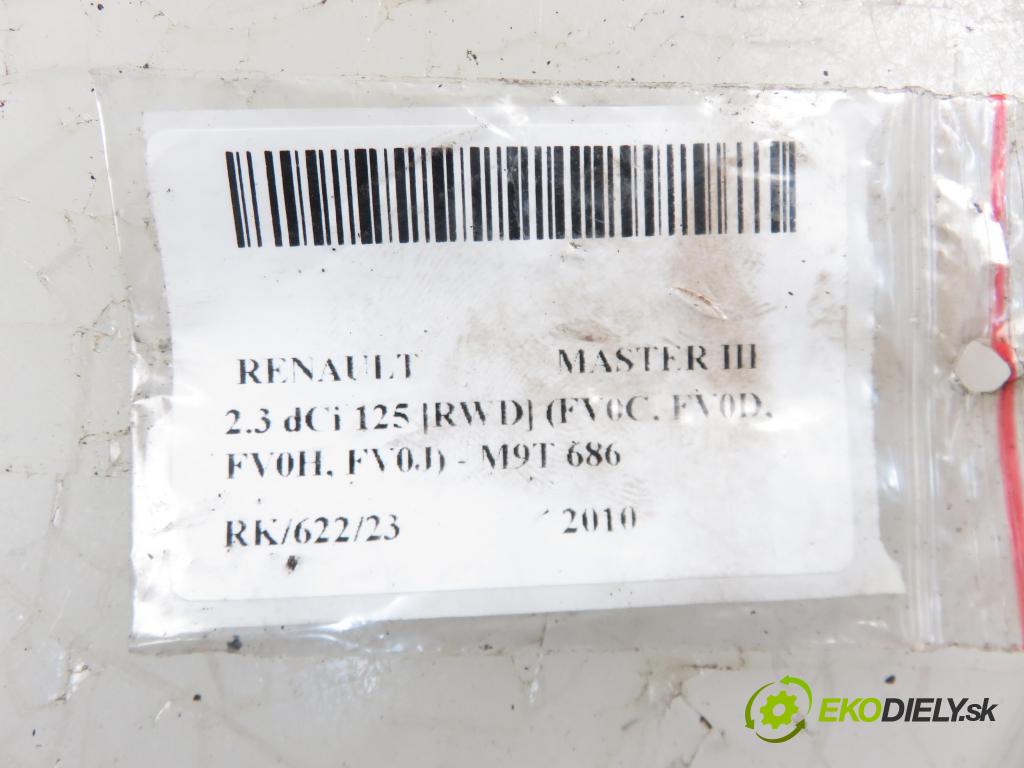 RENAULT MASTER III
2.3 dCi 125 [RWD] (FV0C, FV0D,
FV0H, FV0J) - M9T 686
RK/622/23 2010
EKODIELY.sk